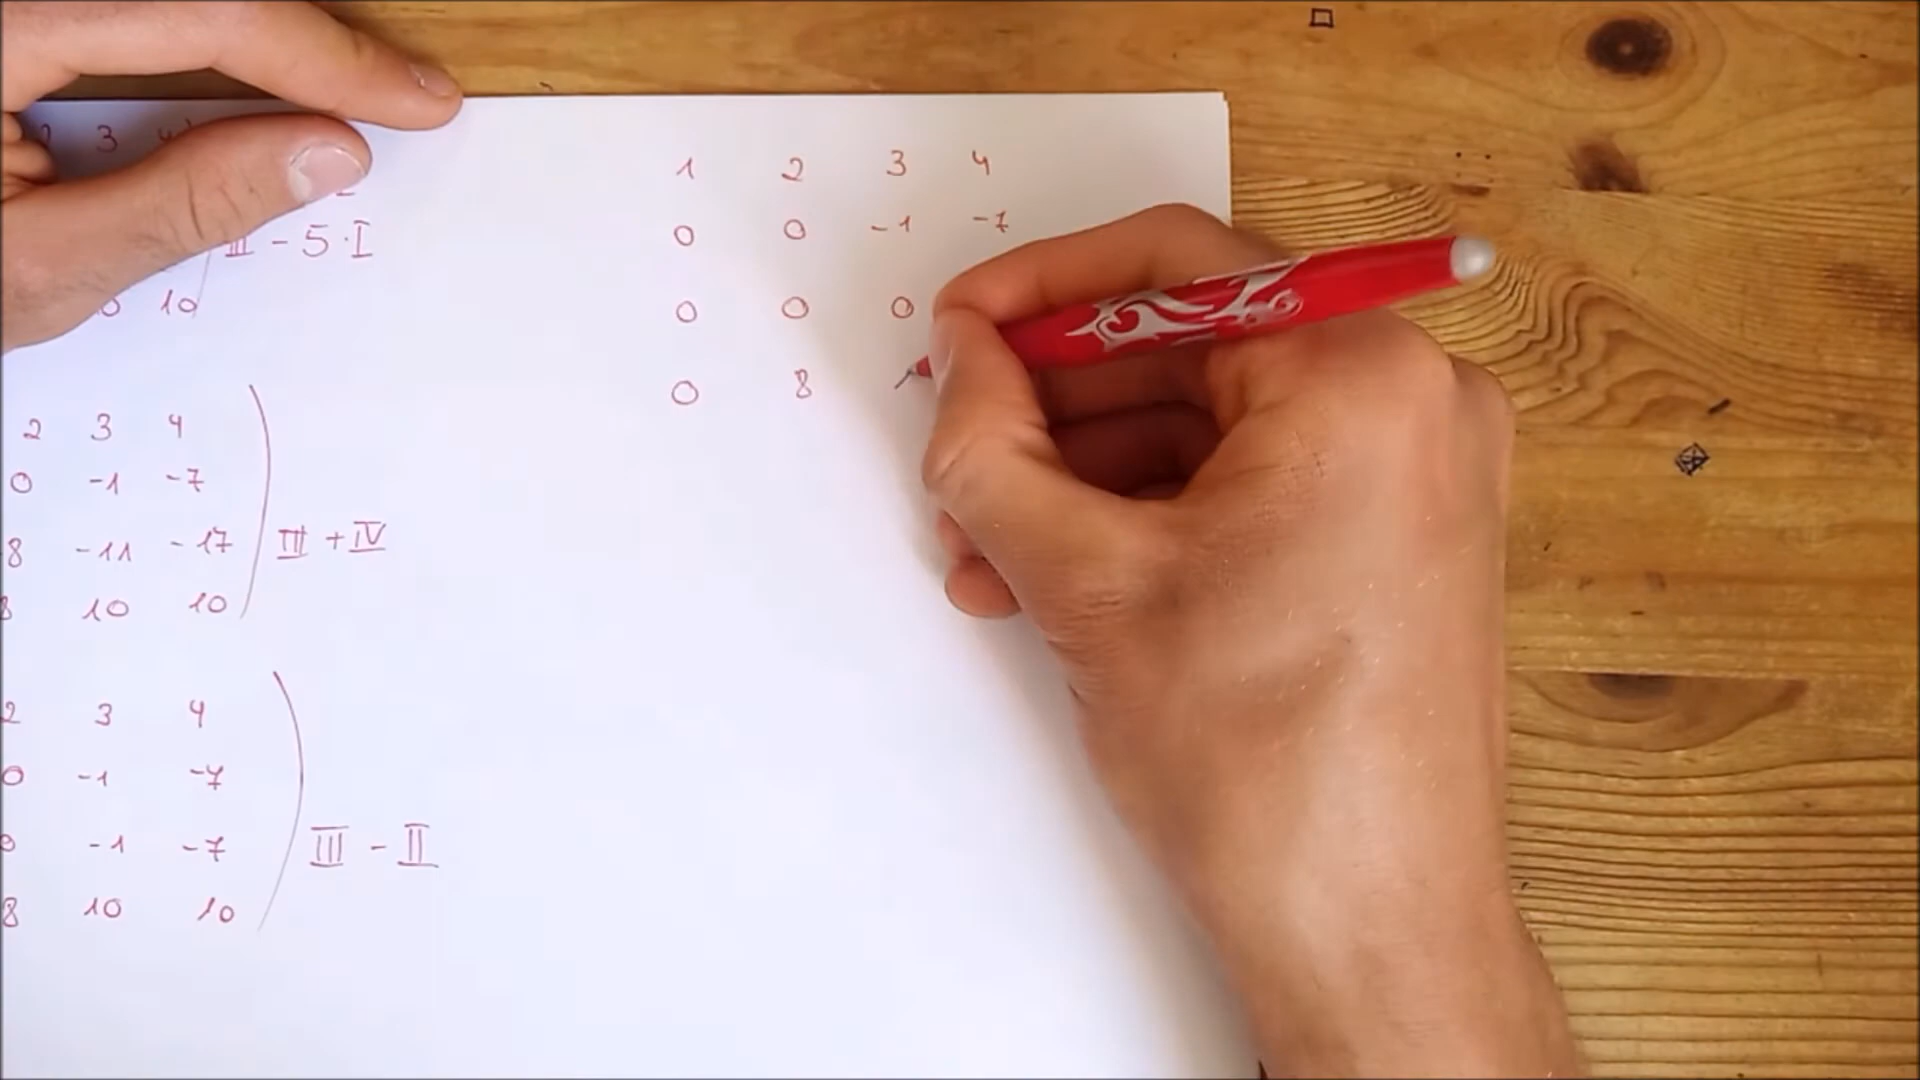 2 3 4
III - 5·I
10
2 3 4
0 -1 -7
8 -11 -17 III + IV
8 10 10
2 3 4
0 -1 -7
0 -1 -7 III - II
8 10 10
1 2 3 4
0 0 -1 -7
0 0 0
0 8